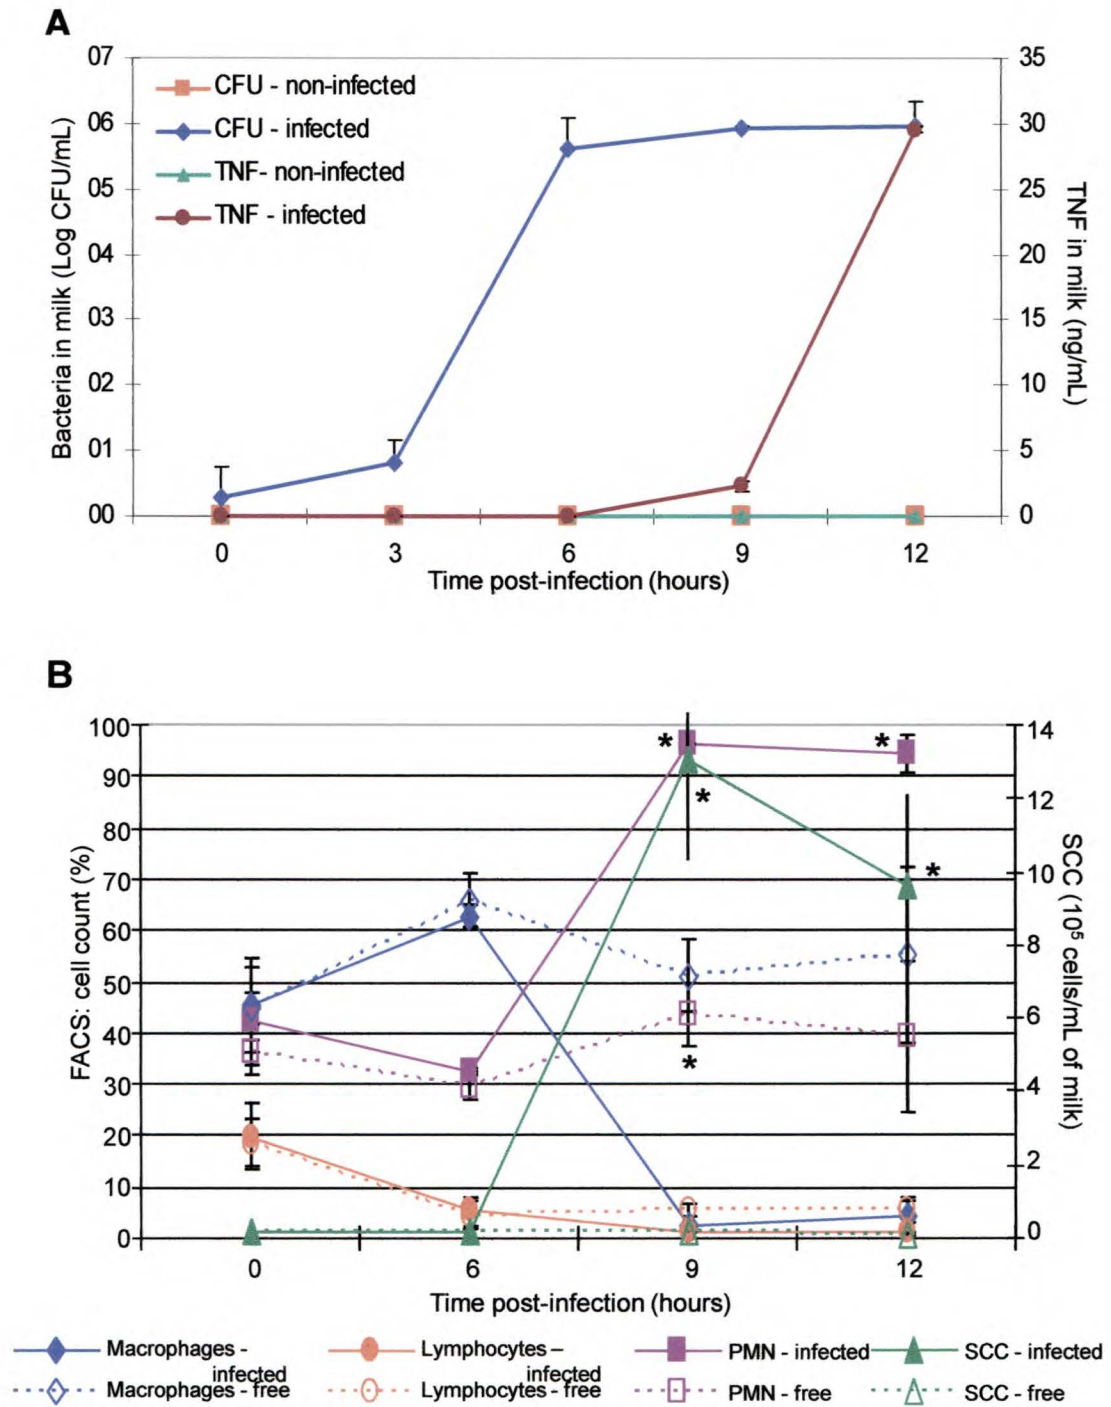 A
07
06
05
04
03
02
01
00
Bacteria in milk (Log CFU/mL)
CFU - non-infected
CFU - infected
TNF- non-infected
TNF - infected
35
30
25
20
15
10
5
0
TNF in milk (ng/mL)
0 3 6 9 12
Time post-infection (hours)
B
100
90
80
70
60
50
40
30
20
10
0
FACS: cell count (%)
* * * * *
14
12
10
8
6
4
2
0
SCC (10⁵ cells/mL of milk)
0 6 9 12
Time post-infection (hours)
Macrophages - infected
Lymphocytes – infected
PMN - infected
SCC - infected
Macrophages - free
Lymphocytes - free
PMN - free
SCC - free